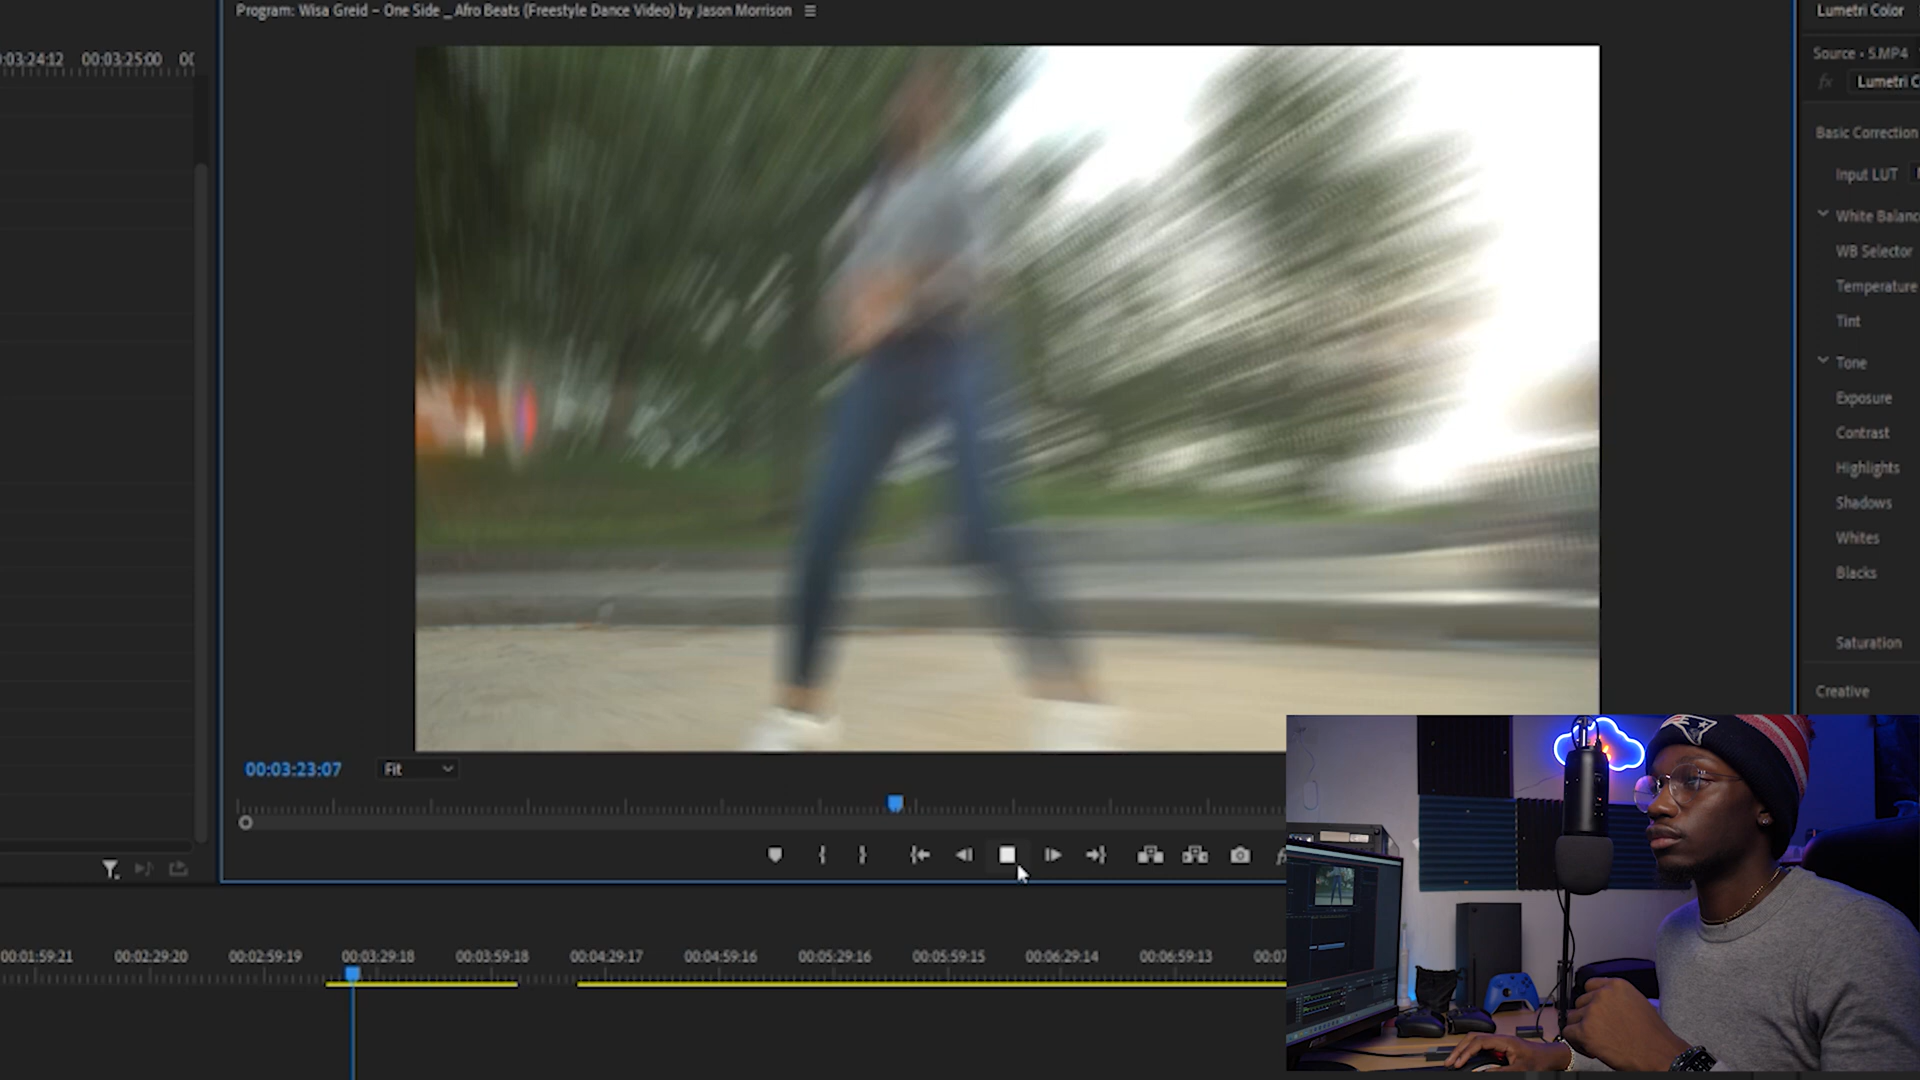 Program: Wisa Greid – One Side _ Afro Beats (Freestyle Dance Video) by Jason Morrison
Lumetri Color
:03:24:12 00:03:25:00
Source • 5.MP4
fx Lumetri C
Basic Correction
Input LUT
White Balanc
WB Selector
Temperature
Tint
Tone
Exposure
Contrast
Highlights
Shadows
Whites
Blacks
Saturation
Creative
00:03:23:07 Fit
00:01:59:21 00:02:29:20 00:02:59:19 00:03:29:18 00:03:59:18 00:04:29:17 00:04:59:16 00:05:29:16 00:05:59:15 00:06:29:14 00:06:59:13 00:07